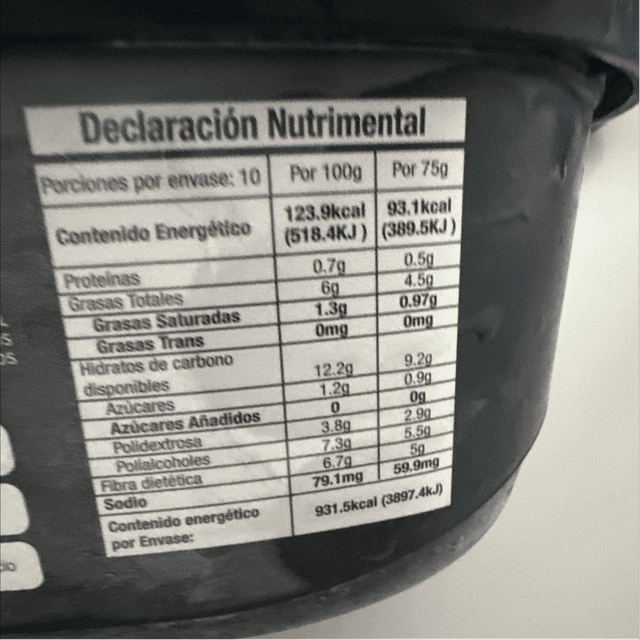 Declaración Nutrimental
Porciones por envase: 10 Por 100g Por 75g
Contenido Energético 123.9kcal (518.4KJ) 93.1kcal (389.5KJ)
Proteínas 0.7g 0.5g
Grasas Totales 6g 4.5g
Grasas Saturadas 1.3g 0.97g
Grasas Trans 0mg 0mg
Hidratos de carbono
disponibles 12.2g 9.2g
Azúcares 1.2g 0.9g
Azúcares Añadidos 0 0g
Polidextrosa 3.8g 2.9g
Polialcoholes 7.3g 5.5g
Fibra dietética 6.7g 5g
Sodio 79.1mg 59.9mg
Contenido energético
por Envase: 931.5kcal (3897.4kJ)